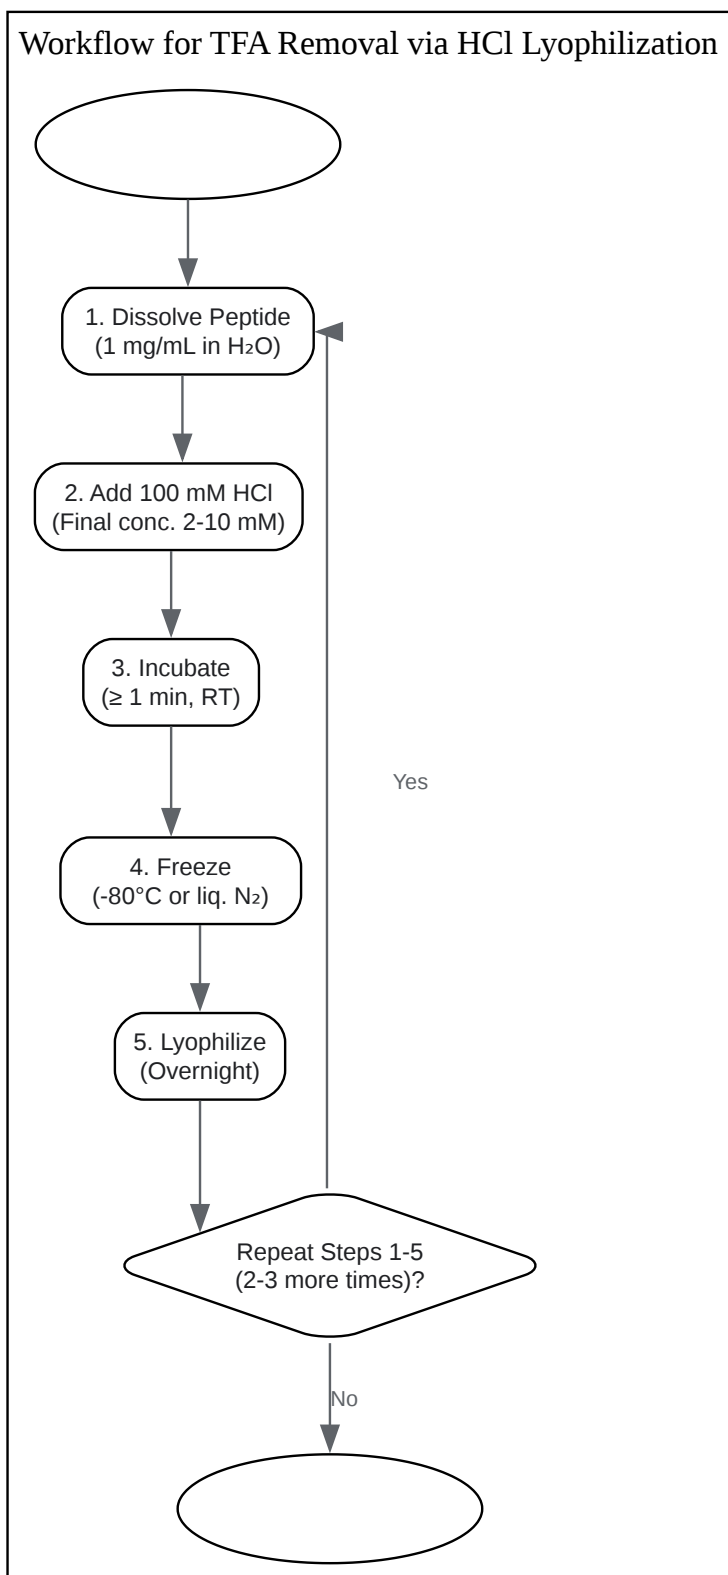 Workflow for TFA Removal via HCl Lyophilization
1. Dissolve Peptide
(1 mg/mL in H₂O)
2. Add 100 mM HCl
(Final conc. 2-10 mM)
3. Incubate
(≥ 1 min, RT)
Yes
4. Freeze
(-80°C or liq. N₂)
5. Lyophilize
(Overnight)
Repeat Steps 1-5
(2-3 more times)?
No